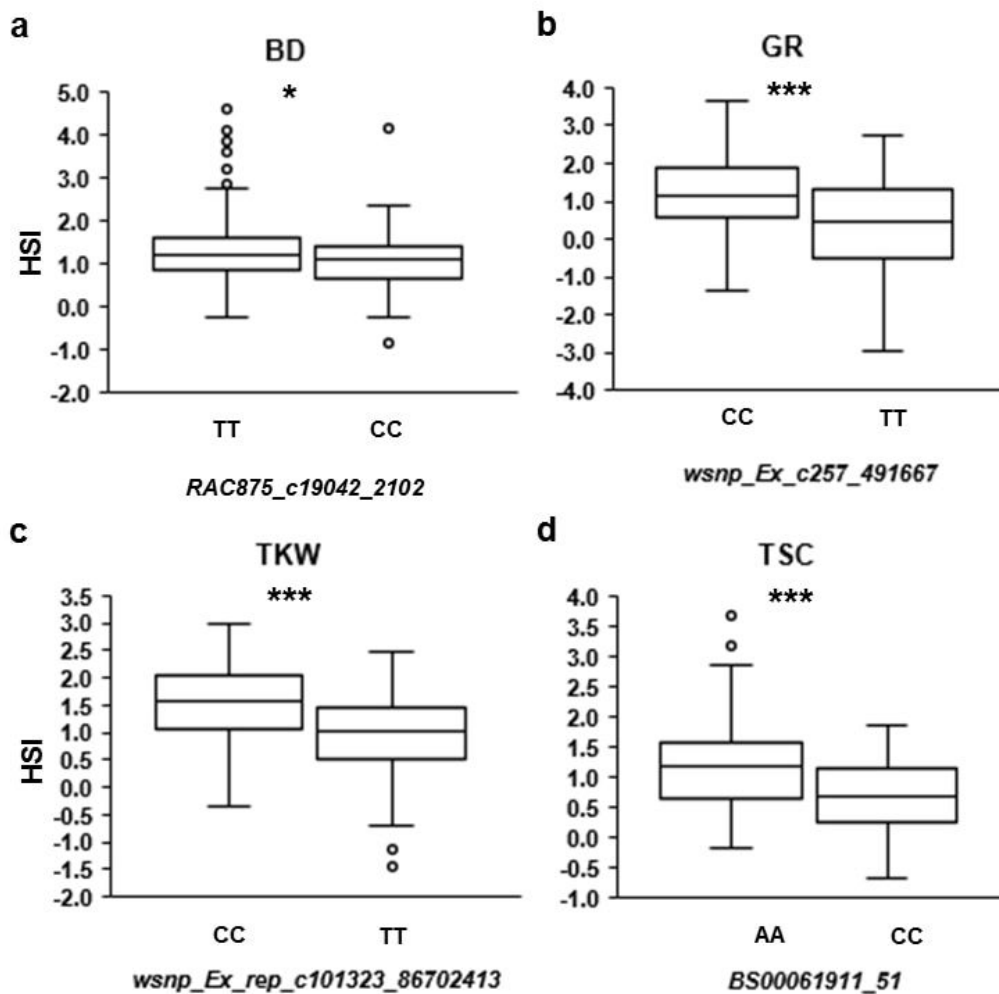 a
BD
*
5.0
4.0
3.0
2.0
1.0
0.0
-1.0
-2.0
HSI
TT CC
RAC875_c19042_2102
b
GR
***
4.0
3.0
2.0
1.0
0.0
-1.0
-2.0
-3.0
-4.0
CC TT
wsnp_Ex_c257_491667
c
TKW
***
3.5
3.0
2.5
2.0
1.5
1.0
0.5
0.0
-0.5
-1.0
-1.5
-2.0
HSI
CC TT
wsnp_Ex_rep_c101323_86702413
d
TSC
***
4.0
3.5
3.0
2.5
2.0
1.5
1.0
0.5
0.0
-0.5
-1.0
AA CC
BS00061911_51